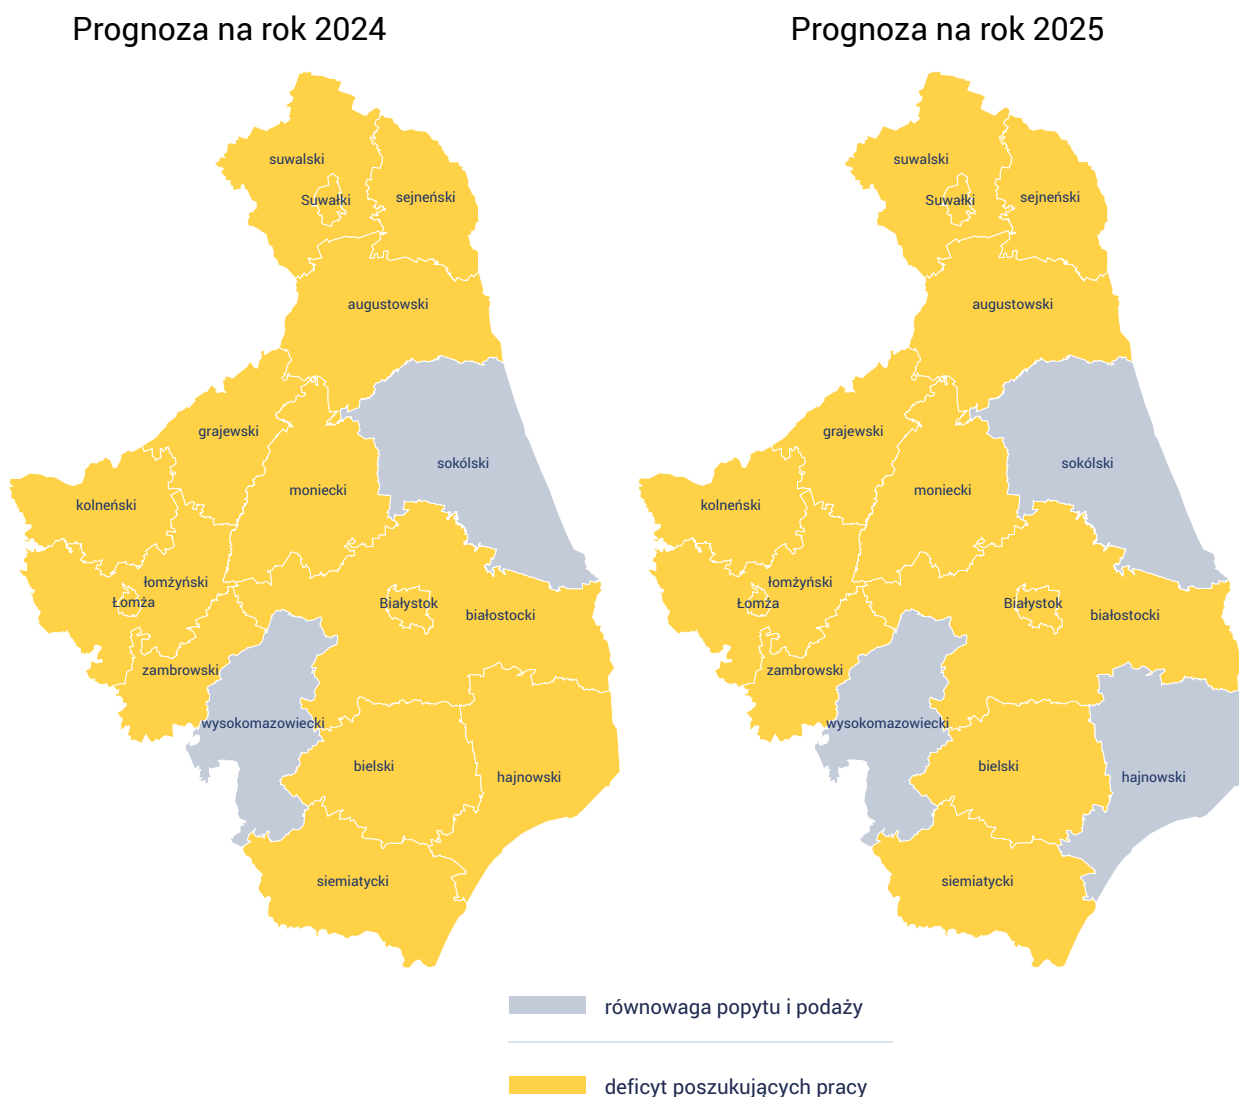 Prognoza na rok 2024
suwalski
Suwałki
sejneński
augustowski
grajewski
sokólski
kolneński
moniecki
łomżyński
Łomża
Białystok
białostocki
zambrowski
wysokomazowiecki
bielski
hajnowski
siemiatycki
Prognoza na rok 2025
suwalski
Suwałki
sejneński
augustowski
grajewski
sokólski
kolneński
moniecki
łomżyński
Łomża
Białystok
białostocki
zambrowski
wysokomazowiecki
bielski
hajnowski
siemiatycki
równowaga popytu i podaży
deficyt poszukujących pracy